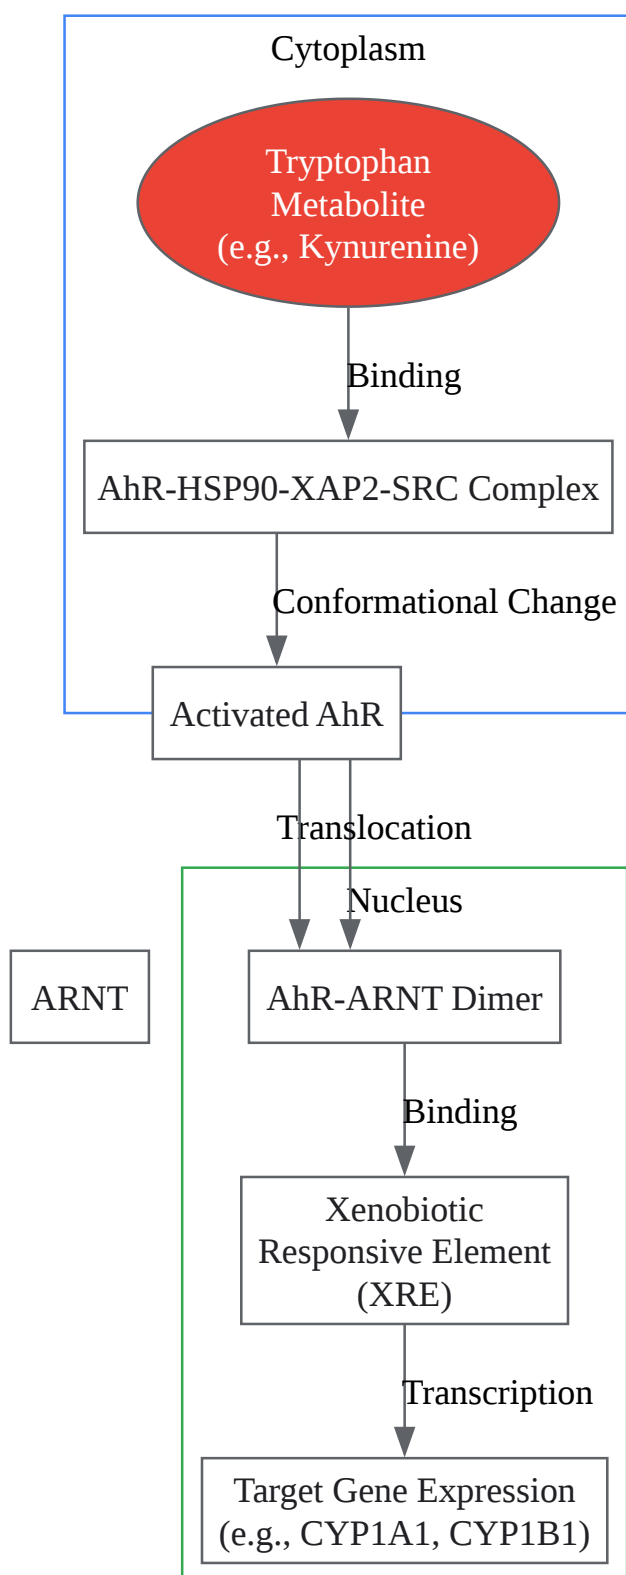 Cytoplasm
Tryptophan
Metabolite
(e.g., Kynurenine)
Binding
AhR-HSP90-XAP2-SRC Complex
Conformational Change
Activated AhR
Translocation
Nucleus
ARNT
AhR-ARNT Dimer
Binding
Xenobiotic
Responsive Element
(XRE)
Transcription
Target Gene Expression
(e.g., CYP1A1, CYP1B1)